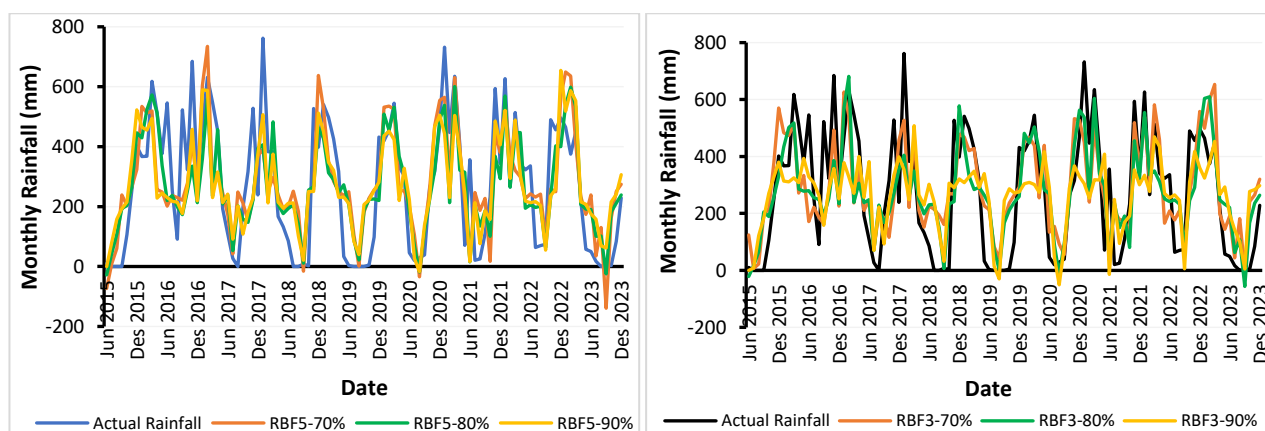 800
600
400
200
0
-200
Monthly Rainfall (mm)
Jun 2015
Des 2015
Jun 2016
Des 2016
Jun 2017
Des 2017
Jun 2018
Des 2018
Jun 2019
Des 2019
Jun 2020
Des 2020
Jun 2021
Des 2021
Jun 2022
Des 2022
Jun 2023
Des 2023
Date
Actual Rainfall RBF5-70% RBF5-80% RBF5-90%
800
600
400
200
0
-200
Monthly Rainfall (mm)
Jun 2015
Des 2015
Jun 2016
Des 2016
Jun 2017
Des 2017
Jun 2018
Des 2018
Jun 2019
Des 2019
Jun 2020
Des 2020
Jun 2021
Des 2021
Jun 2022
Des 2022
Jun 2023
Des 2023
Date
Actual Rainfall RBF3-70% RBF3-80% RBF3-90%